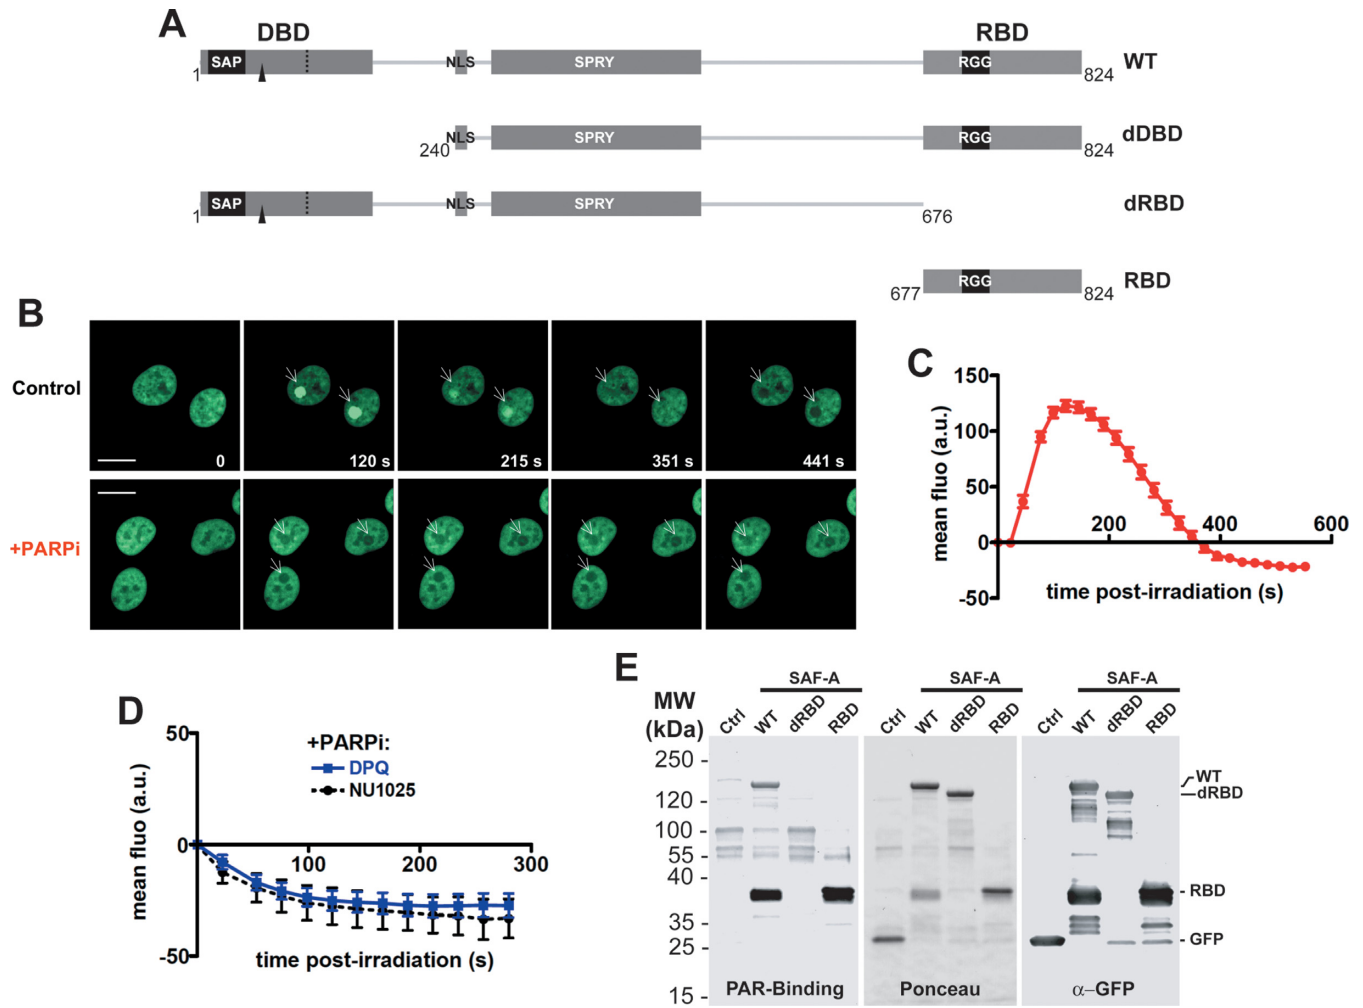 A
DBD
RBD
SAP
NLS
SPRY
RGG
1
824
WT
NLS
SPRY
RGG
240
824
dDBD
SAP
NLS
SPRY
1
676
dRBD
RGG
677
824
RBD
B
Control
0
120 s
215 s
351 s
441 s
+PARPi
C
150
100
50
0
-50
200
400
600
mean fluo (a.u.)
time post-irradiation (s)
D
50
0
-50
100
200
300
+PARPi:
DPQ
NU1025
mean fluo (a.u.)
time post-irradiation (s)
E
MW
(kDa)
SAF-A
SAF-A
SAF-A
Ctrl
WT
dRBD
RBD
Ctrl
WT
dRBD
RBD
Ctrl
WT
dRBD
RBD
250 -
120 -
100 -
55 -
40 -
35 -
25 -
15 -
WT
dRBD
RBD
GFP
PAR-Binding
Ponceau
α–GFP